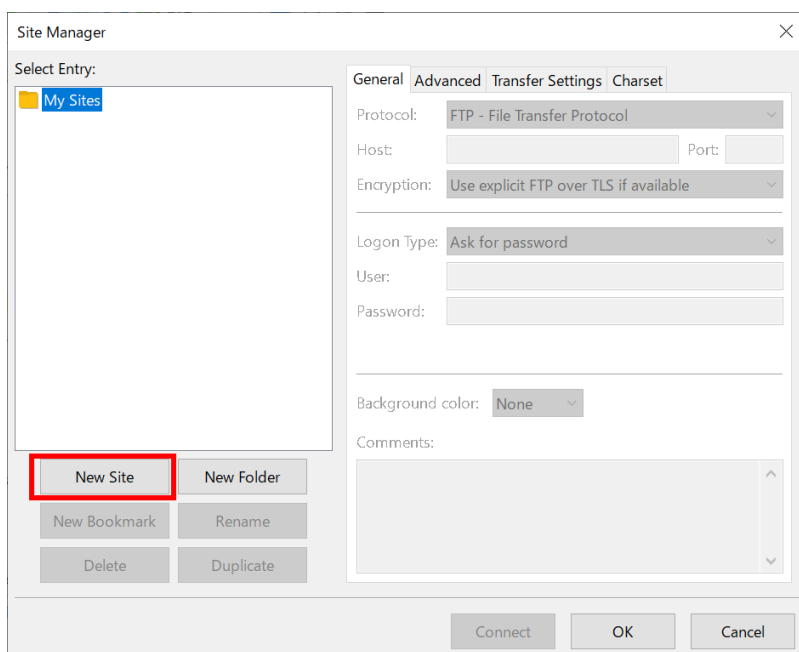 Site Manager
Select Entry:
My Sites
New Site New Folder
New Bookmark Rename
Delete Duplicate
General Advanced Transfer Settings Charset
Protocol: FTP - File Transfer Protocol
Host: Port:
Encryption: Use explicit FTP over TLS if available
Logon Type: Ask for password
User:
Password:
Background color: None
Comments:
Connect OK Cancel